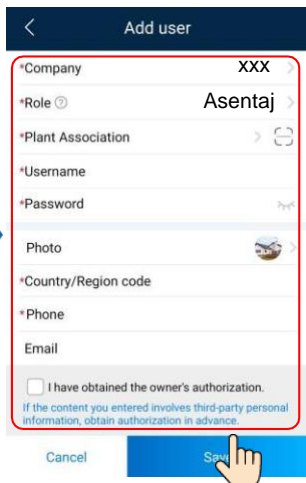 Add user
*Company xxx
*Role Asentaj
*Plant Association
*Username
*Password
Photo
*Country/Region code
*Phone
Email
I have obtained the owner's authorization.
If the content you entered involves third-party personal
information, obtain authorization in advance.
Cancel Save